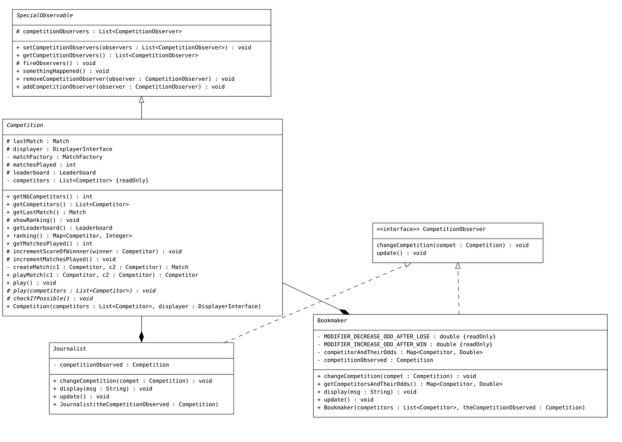 SpecialObservable
# competitionObservers : List<CompetitionObserver>
+ setCompetitionObservers(observers : List<CompetitionObserver>) : void
+ getCompetitionObservers() : List<CompetitionObserver>
# fireObservers() : void
+ somethingHappened() : void
+ removeCompetitionObserver(observer : CompetitionObserver) : void
+ addCompetitionObserver(observer : CompetitionObserver) : void
Competition
# lastMatch : Match
# displayer : DisplayerInterface
- matchFactory : MatchFactory
# matchesPlayed : int
# leaderboard : Leaderboard
- competitors : List<Competitor> {readOnly}
+ getNbCompetitors() : int
+ getCompetitors() : List<Competitor>
+ getLastMatch() : Match
# showRanking() : void
+ getLeaderboard() : Leaderboard
+ ranking() : Map<Competitor, Integer>
+ getMatchesPlayed() : int
# incrementScoreOfWinnner(winner : Competitor) : void
# incrementMatchesPlayed() : void
- createMatch(c1 : Competitor, c2 : Competitor) : Match
+ playMatch(c1 : Competitor, c2 : Competitor) : Competitor
+ play() : void
# play(competitors : List<Competitor>) : void
# checkIfPossible() : void
+ Competition(competitors : List<Competitor>, displayer : DisplayerInterface)
<<interface>> CompetitionObserver
changeCompetition(compet : Competition) : void
update() : void
Journalist
- competitionObserved : Competition
+ changeCompetition(compet : Competition) : void
+ display(msg : String) : void
+ update() : void
+ Journalist(theCompetitionObserved : Competition)
Bookmaker
- MODIFIER_DECREASE_ODD_AFTER_LOSE : double {readOnly}
- MODIFIER_INCREASE_ODD_AFTER_WIN : double {readOnly}
- competitorAndTheirOdds : Map<Competitor, Double>
- competitionObserved : Competition
+ changeCompetition(compet : Competition) : void
+ getCompetitorsAndTheirOdds() : Map<Competitor, Double>
+ display(msg : String) : void
+ update() : void
+ Bookmaker(competitors : List<Competitor>, theCompetitionObserved : Competition)